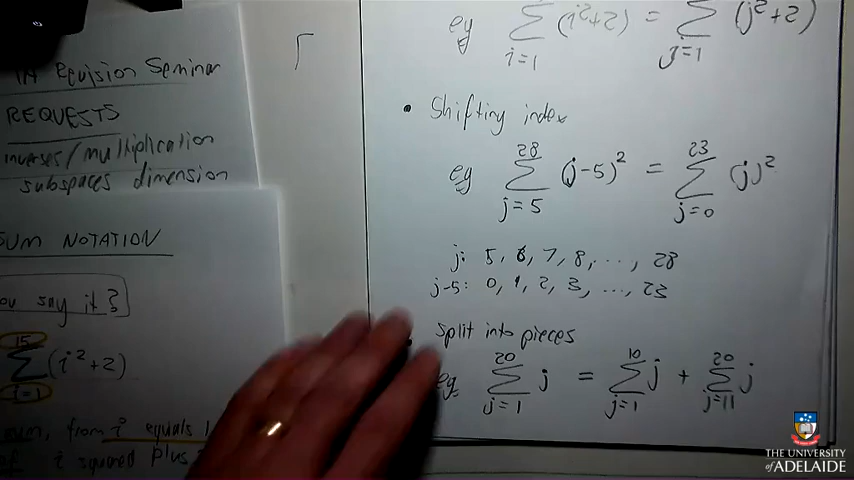 IN Revision Seminar
REQUESTS
inverses/multiplication
subspaces dimension
SUM NOTATION
ou say it?
15
∑ (i²+2)
i=1
sum, from i equals 1
of i squared plus
eg ∑ (i²+2) = ∑ (j²+2)
i=1 j=1
• Shifting index
28 23
eg ∑ (j-5)² = ∑ (j)²
j=5 j=0
j: 5, 6, 7, 8, ..., 28
j-5: 0, 1, 2, 3, ..., 23
Split into pieces
20 10 20
eg ∑ j = ∑ j + ∑ j
j=1 j=1 j=11
THE UNIVERSITY
of ADELAIDE